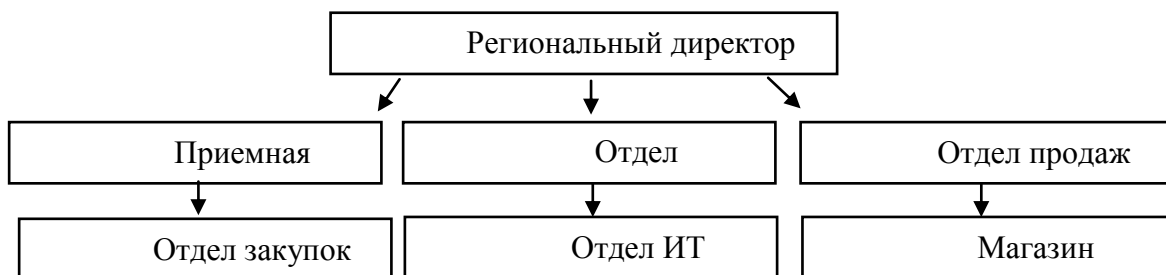 Региональный директор
Приемная
Отдел
Отдел продаж
Отдел закупок
Отдел ИТ
Магазин